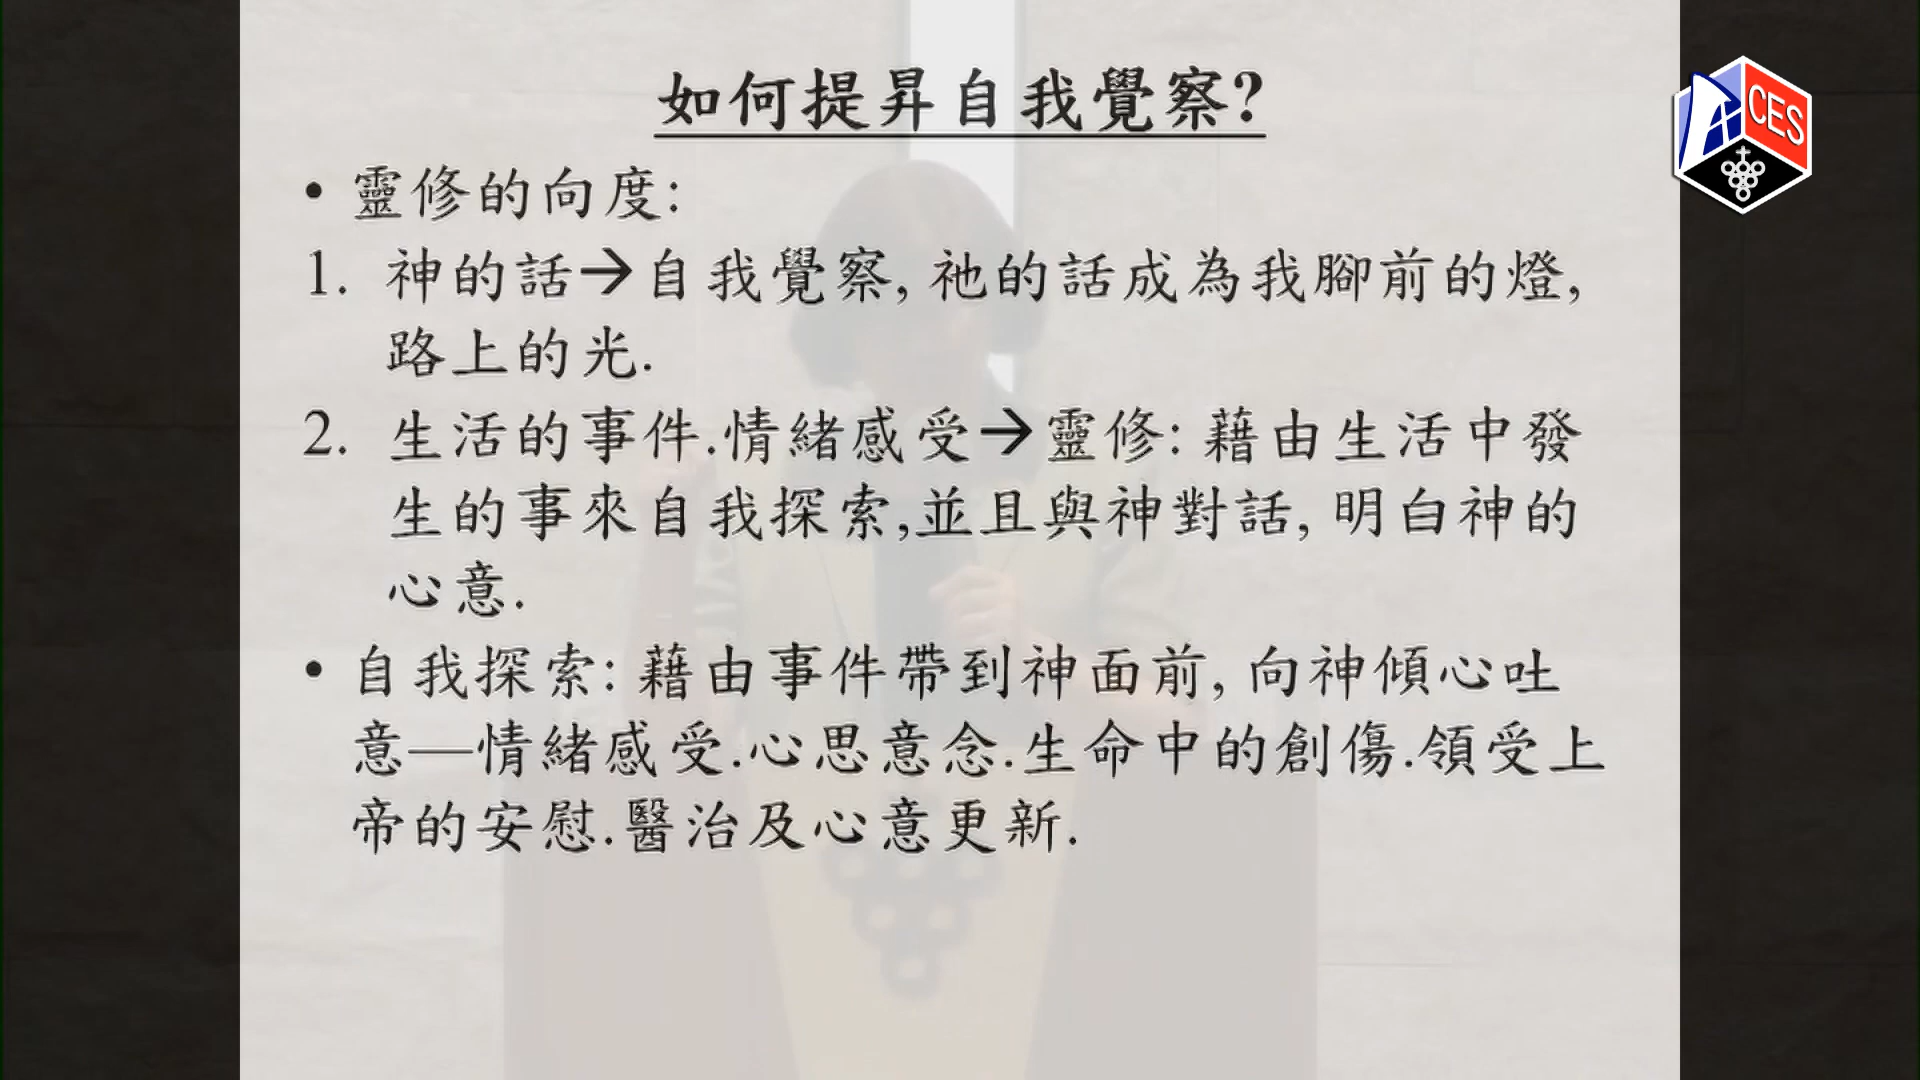 如何提昇自我覺察?
• 靈修的向度:
1. 神的話→自我覺察, 祂的話成為我腳前的燈,
路上的光.
2. 生活的事件.情緒感受→靈修: 藉由生活中發
生的事來自我探索,並且與神對話, 明白神的
心意.
• 自我探索: 藉由事件帶到神面前, 向神傾心吐
意—情緒感受.心思意念.生命中的創傷.領受上
帝的安慰.醫治及心意更新.
CES